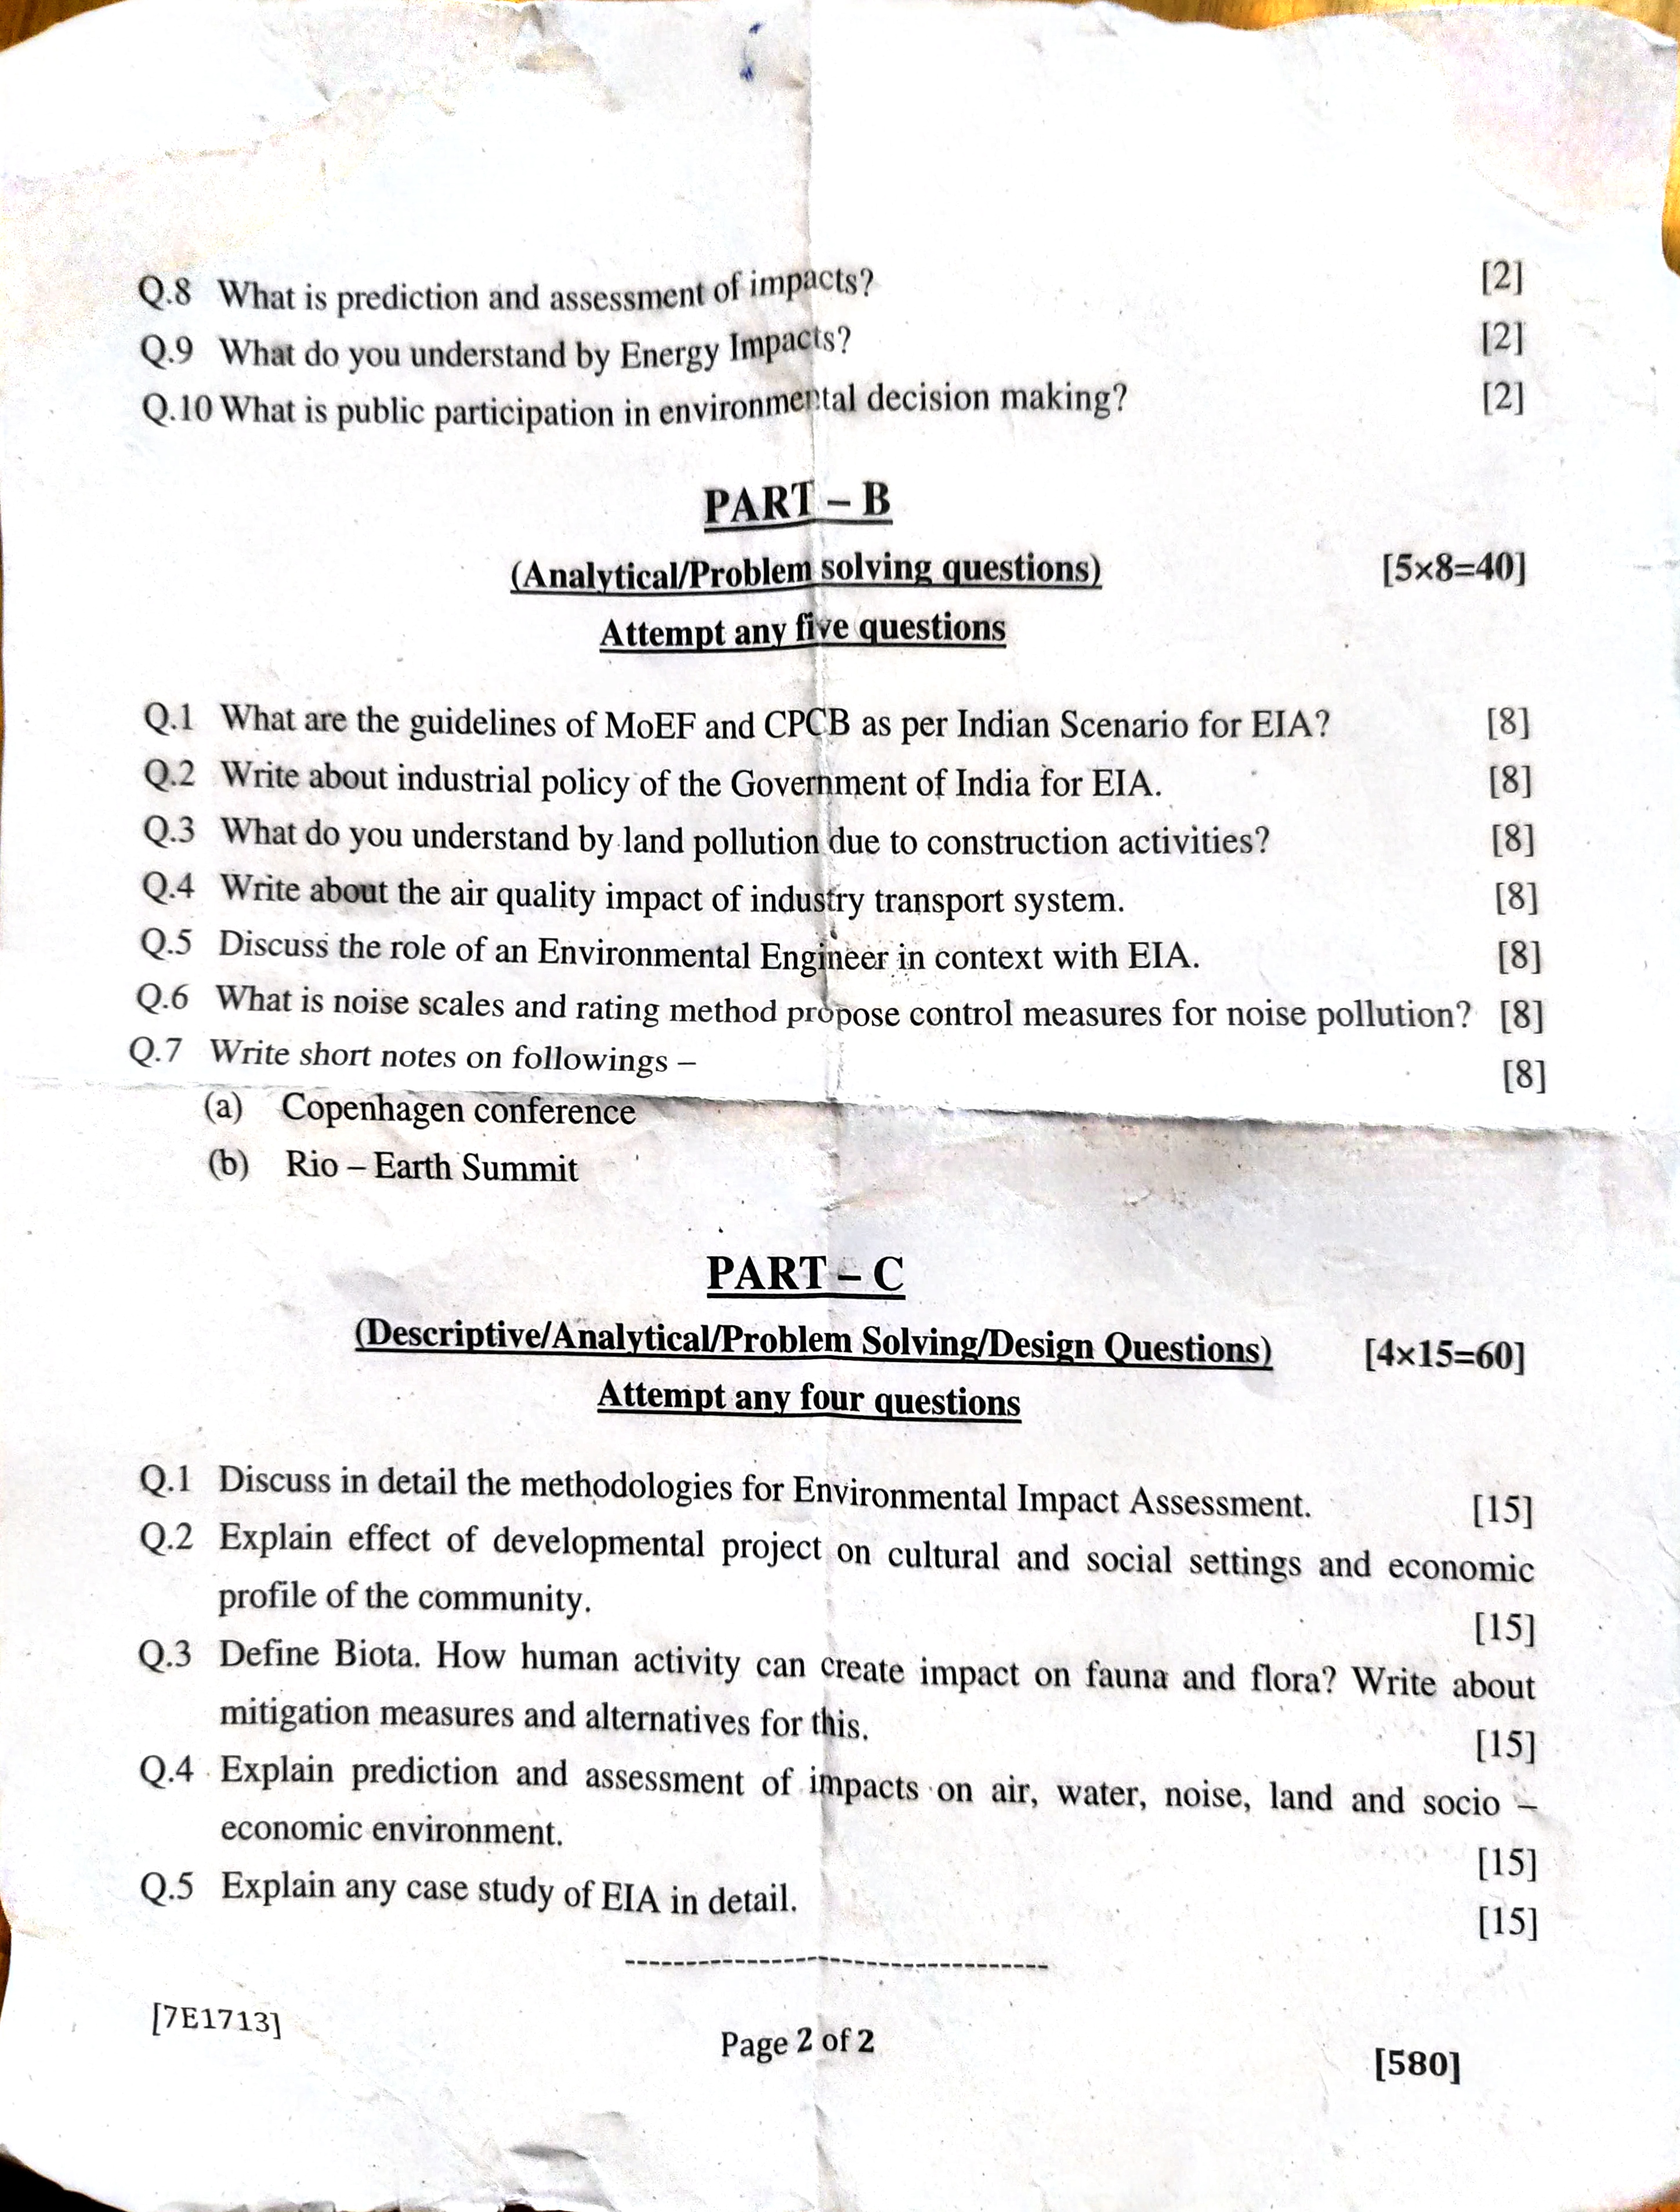 Q.8 What is prediction and assessment of impacts? [2]
Q.9 What do you understand by Energy Impacts? [2]
Q.10 What is public participation in environmental decision making? [2]
PART – B
(Analytical/Problem solving questions) [5×8=40]
Attempt any five questions
Q.1 What are the guidelines of MoEF and CPCB as per Indian Scenario for EIA? [8]
Q.2 Write about industrial policy of the Government of India for EIA. [8]
Q.3 What do you understand by land pollution due to construction activities? [8]
Q.4 Write about the air quality impact of industry transport system. [8]
Q.5 Discuss the role of an Environmental Engineer in context with EIA. [8]
Q.6 What is noise scales and rating method propose control measures for noise pollution? [8]
Q.7 Write short notes on followings – [8]
(a) Copenhagen conference
(b) Rio – Earth Summit
PART – C
(Descriptive/Analytical/Problem Solving/Design Questions) [4×15=60]
Attempt any four questions
Q.1 Discuss in detail the methodologies for Environmental Impact Assessment. [15]
Q.2 Explain effect of developmental project on cultural and social settings and economic
profile of the community. [15]
Q.3 Define Biota. How human activity can create impact on fauna and flora? Write about
mitigation measures and alternatives for this. [15]
Q.4 Explain prediction and assessment of impacts on air, water, noise, land and socio –
economic environment. [15]
Q.5 Explain any case study of EIA in detail. [15]
----------------------------------
[7E1713] Page 2 of 2 [580]